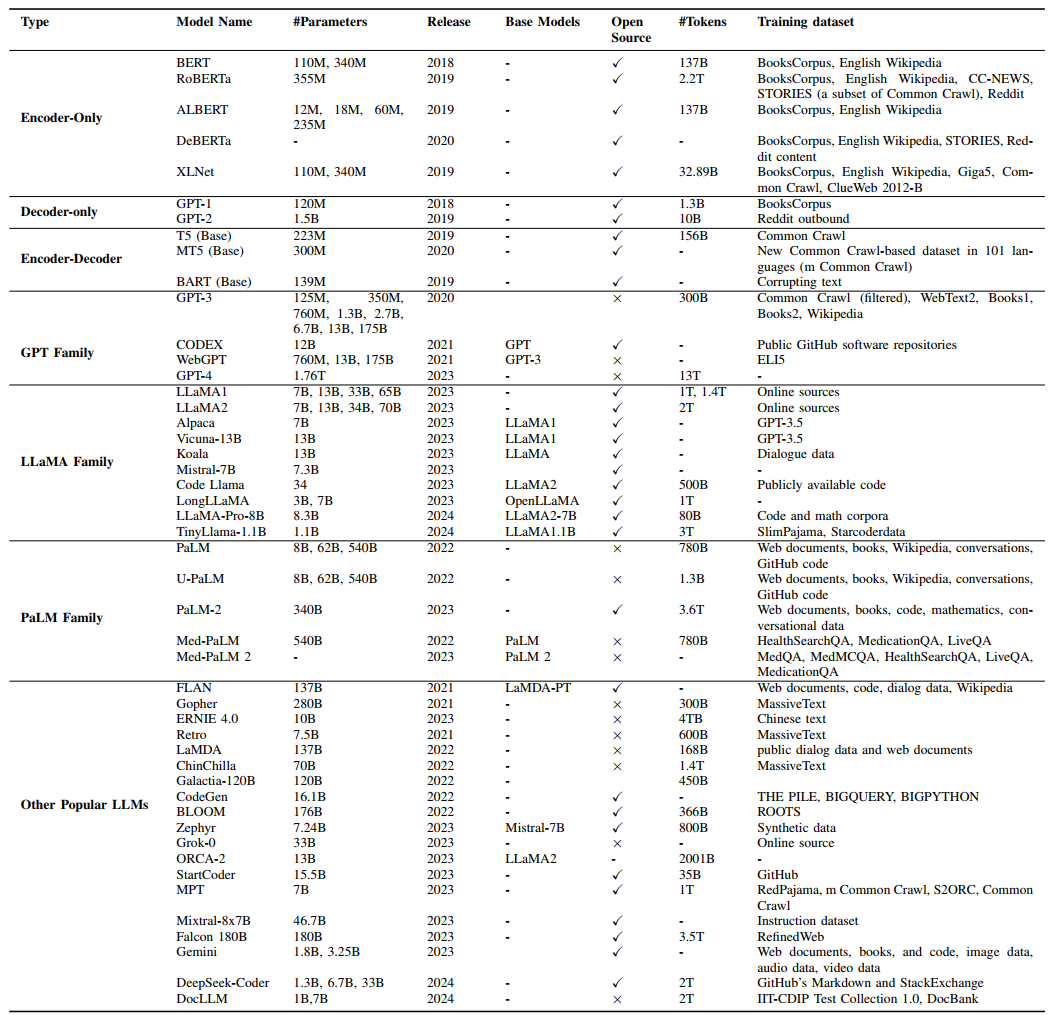 Type Model Name #Parameters Release Base Models Open Source #Tokens Training dataset
Encoder-Only
BERT 110M, 340M 2018 - ✓ 137B BooksCorpus, English Wikipedia
RoBERTa 355M 2019 - ✓ 2.2T BooksCorpus, English Wikipedia, CC-NEWS,
STORIES (a subset of Common Crawl), Reddit
ALBERT 12M, 18M, 60M, 235M 2019 - ✓ 137B BooksCorpus, English Wikipedia
DeBERTa - 2020 - ✓ - BooksCorpus, English Wikipedia, STORIES, Red-
dit content
XLNet 110M, 340M 2019 - ✓ 32.89B BooksCorpus, English Wikipedia, Giga5, Com-
mon Crawl, ClueWeb 2012-B
Decoder-only
GPT-1 120M 2018 - ✓ 1.3B BooksCorpus
GPT-2 1.5B 2019 - ✓ 10B Reddit outbound
Encoder-Decoder
T5 (Base) 223M 2019 - ✓ 156B Common Crawl
MT5 (Base) 300M 2020 - ✓ - New Common Crawl-based dataset in 101 lan-
guages (m Common Crawl)
BART (Base) 139M 2019 - ✓ - Corrupting text
GPT Family
GPT-3 125M, 350M, 760M, 1.3B, 2.7B, 6.7B, 13B, 175B 2020 × 300B Common Crawl (filtered), WebText2, Books1,
Books2, Wikipedia
CODEX 12B 2021 GPT ✓ - Public GitHub software repositories
WebGPT 760M, 13B, 175B 2021 GPT-3 × - ELI5
GPT-4 1.76T 2023 - × 13T -
LLaMA Family
LLaMA1 7B, 13B, 33B, 65B 2023 - ✓ 1T, 1.4T Online sources
LLaMA2 7B, 13B, 34B, 70B 2023 - ✓ 2T Online sources
Alpaca 7B 2023 LLaMA1 ✓ - GPT-3.5
Vicuna-13B 13B 2023 LLaMA1 ✓ - GPT-3.5
Koala 13B 2023 LLaMA ✓ - Dialogue data
Mistral-7B 7.3B 2023 ✓ - -
Code Llama 34 2023 LLaMA2 ✓ 500B Publicly available code
LongLLaMA 3B, 7B 2023 OpenLLaMA ✓ 1T -
LLaMA-Pro-8B 8.3B 2024 LLaMA2-7B ✓ 80B Code and math corpora
TinyLlama-1.1B 1.1B 2024 LLaMA1.1B ✓ 3T SlimPajama, Starcoderdata
PaLM Family
PaLM 8B, 62B, 540B 2022 - × 780B Web documents, books, Wikipedia, conversations,
GitHub code
U-PaLM 8B, 62B, 540B 2022 - × 1.3B Web documents, books, Wikipedia, conversations,
GitHub code
PaLM-2 340B 2023 - ✓ 3.6T Web documents, books, code, mathematics, con-
versational data
Med-PaLM 540B 2022 PaLM × 780B HealthSearchQA, MedicationQA, LiveQA
Med-PaLM 2 - 2023 PaLM 2 × - MedQA, MedMCQA, HealthSearchQA, LiveQA,
MedicationQA
Other Popular LLMs
FLAN 137B 2021 LaMDA-PT ✓ - Web documents, code, dialog data, Wikipedia
Gopher 280B 2021 - × 300B MassiveText
ERNIE 4.0 10B 2023 - × 4TB Chinese text
Retro 7.5B 2021 - × 600B MassiveText
LaMDA 137B 2022 - × 168B public dialog data and web documents
ChinChilla 70B 2022 - × 1.4T MassiveText
Galactia-120B 120B 2022 - 450B
CodeGen 16.1B 2022 - ✓ - THE PILE, BIGQUERY, BIGPYTHON
BLOOM 176B 2022 - ✓ 366B ROOTS
Zephyr 7.24B 2023 Mistral-7B ✓ 800B Synthetic data
Grok-0 33B 2023 - × - Online source
ORCA-2 13B 2023 LLaMA2 - 2001B -
StartCoder 15.5B 2023 - ✓ 35B GitHub
MPT 7B 2023 - ✓ 1T RedPajama, m Common Crawl, S2ORC, Common
Crawl
Mixtral-8x7B 46.7B 2023 - ✓ - Instruction dataset
Falcon 180B 180B 2023 - ✓ 3.5T RefinedWeb
Gemini 1.8B, 3.25B 2023 ✓ - Web documents, books, and code, image data,
audio data, video data
DeepSeek-Coder 1.3B, 6.7B, 33B 2024 - ✓ 2T GitHub's Markdown and StackExchange
DocLLM 1B,7B 2024 - × 2T IIT-CDIP Test Collection 1.0, DocBank